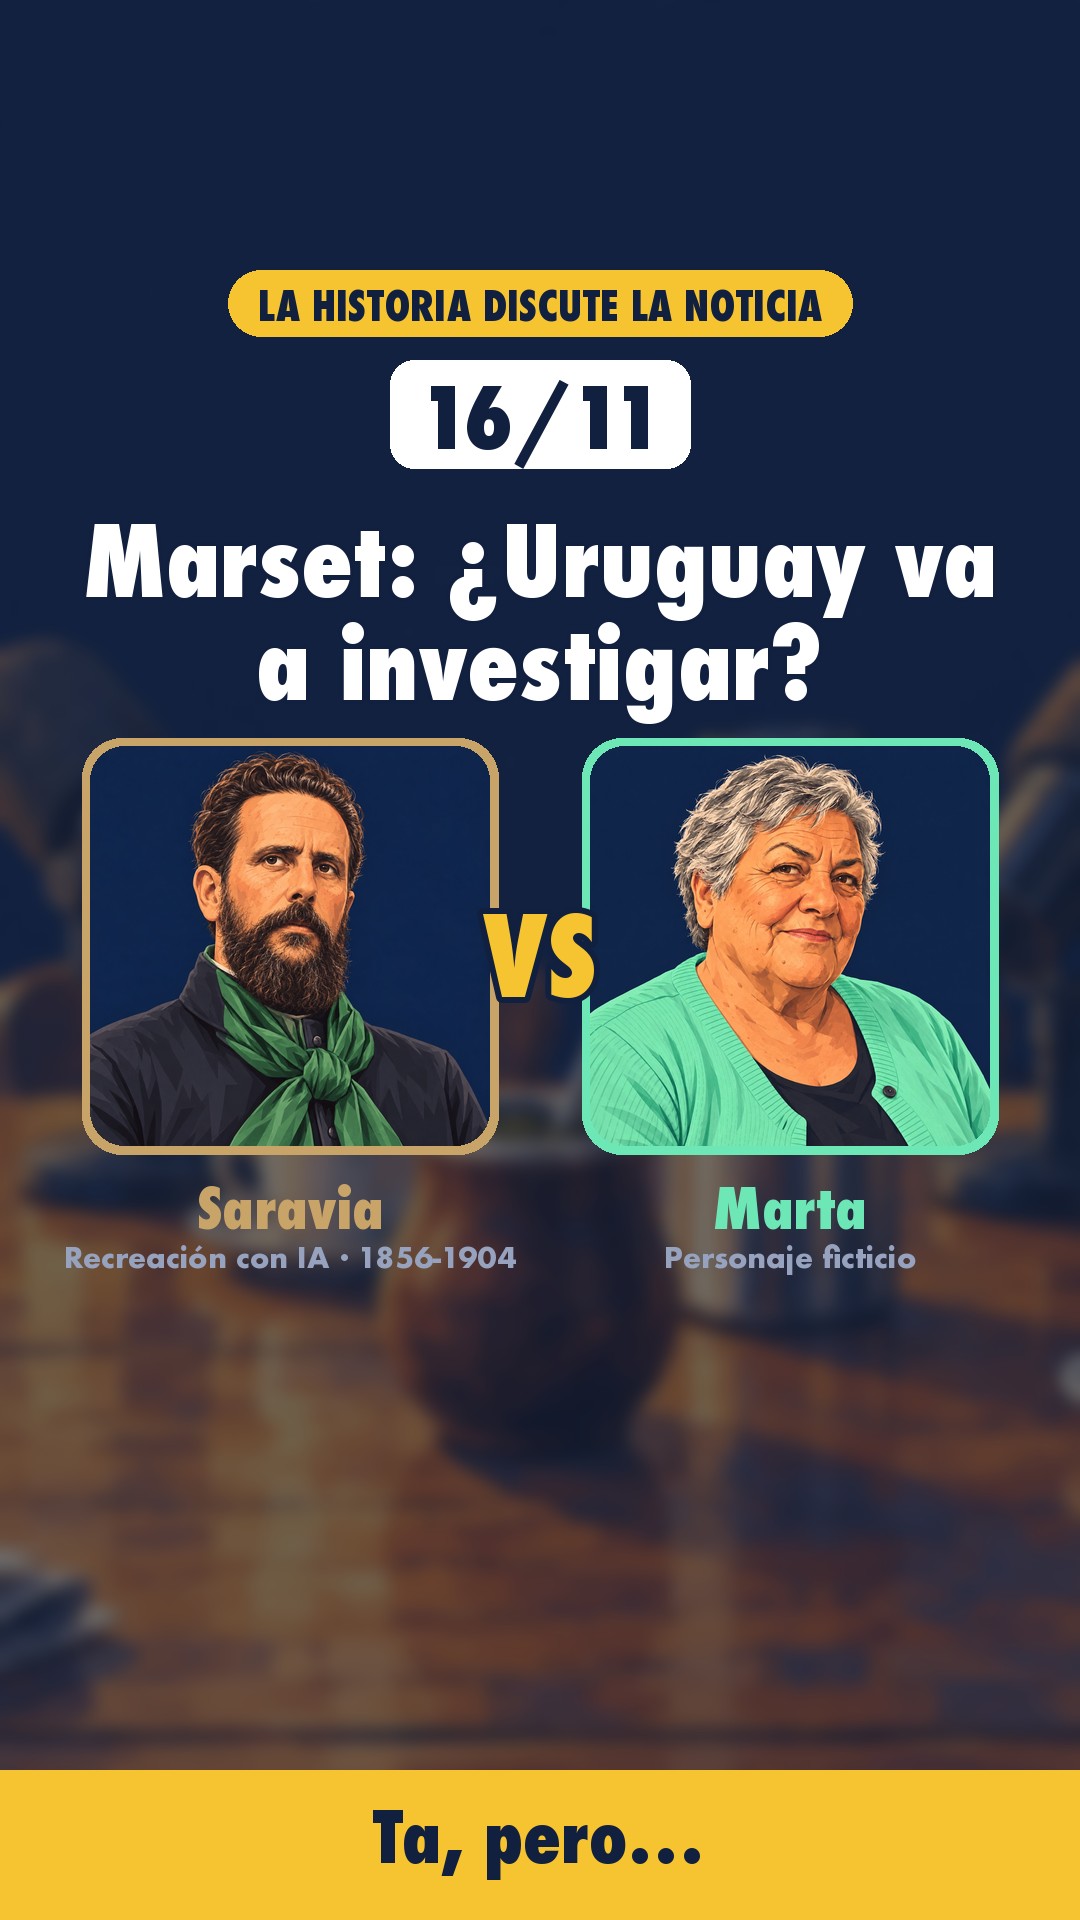 LA HISTORIA DISCUTE LA NOTICIA
16/11
Marset: ¿Uruguay va
a investigar?
VS
Saravia
Marta
Recreación con IA · 1856-1904
Personaje ficticio
Ta, pero...